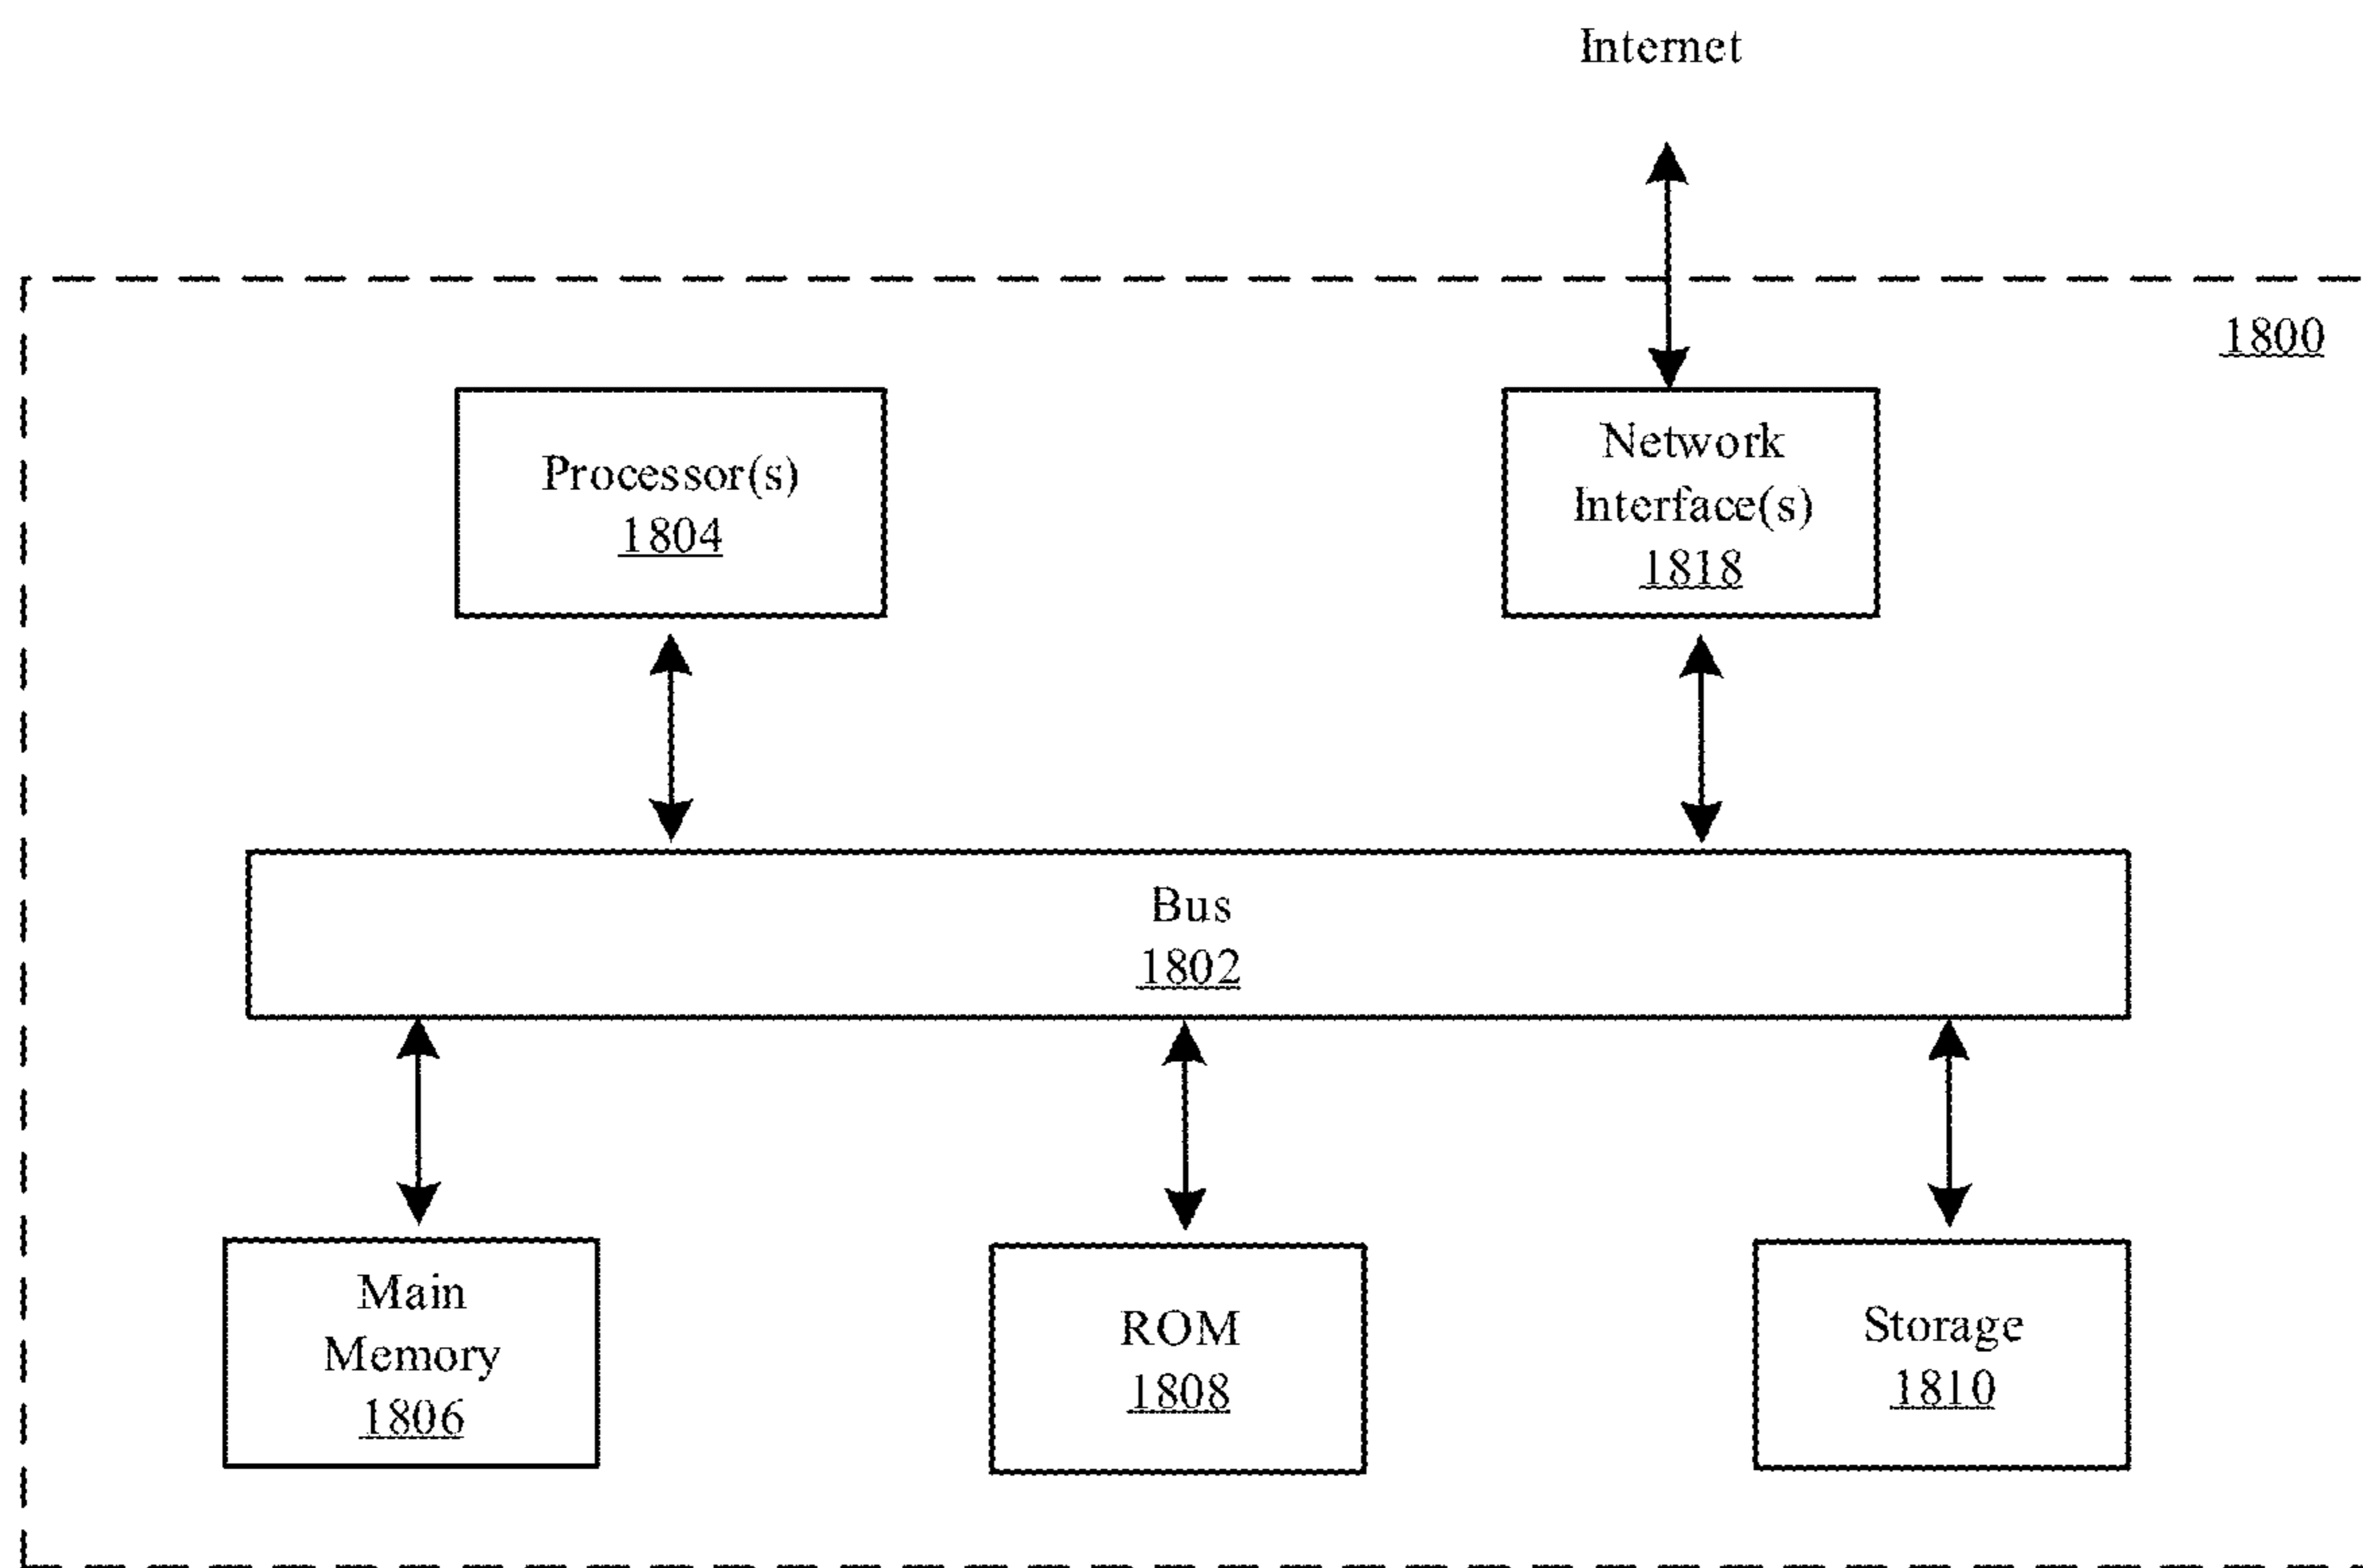 Internet
1800
Processor(s)
1804
Network
Interface(s)
1818
Bus
1802
Main
Memory
1806
ROM
1808
Storage
1810